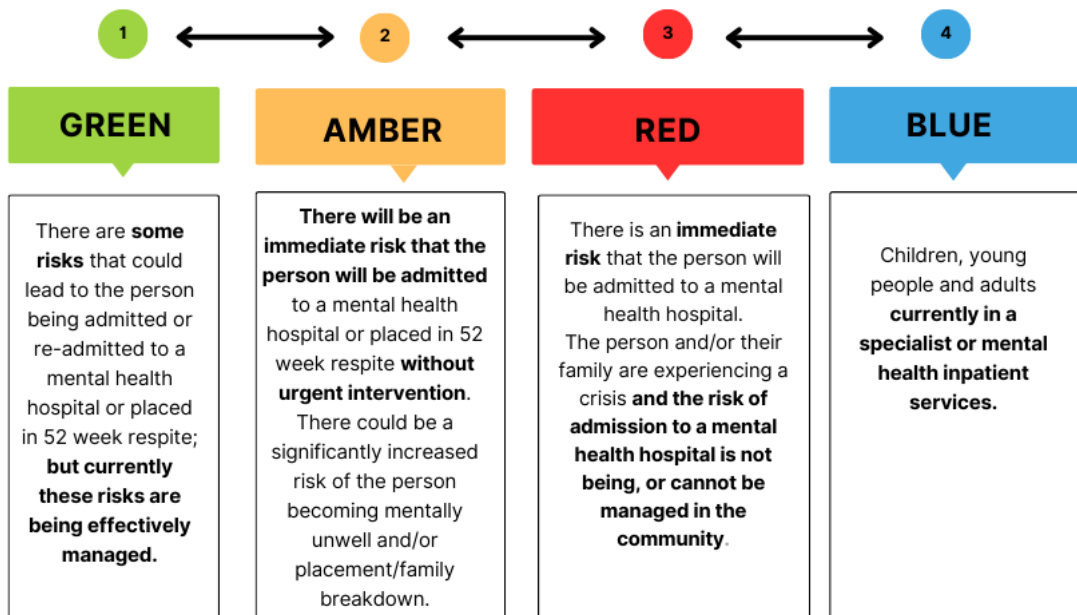 1
2
3
4
GREEN
AMBER
RED
BLUE
There are some
risks that could
lead to the person
being admitted or
re-admitted to a
mental health
hospital or placed
in 52 week respite;
but currently
these risks are
being effectively
managed.
There will be an
immediate risk that the
person will be admitted
to a mental health
hospital or placed in 52
week respite without
urgent intervention.
There could be a
significantly increased
risk of the person
becoming mentally
unwell and/or
placement/family
breakdown.
There is an immediate
risk that the person will
be admitted to a mental
health hospital.
The person and/or their
family are experiencing a
crisis and the risk of
admission to a mental
health hospital is not
being, or cannot be
managed in the
community.
Children, young
people and adults
currently in a
specialist or mental
health inpatient
services.